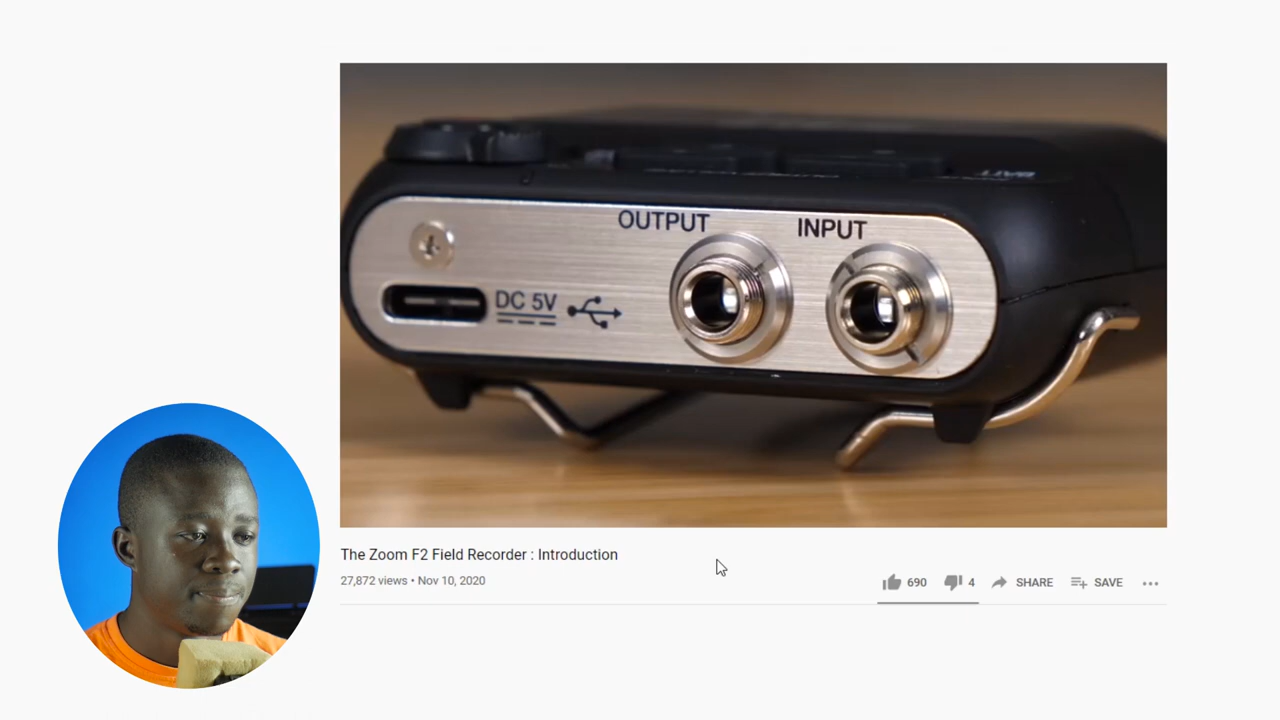 OUTPUT
INPUT
DC 5V
The Zoom F2 Field Recorder : Introduction
27,872 views • Nov 10, 2020
690
4
SHARE
SAVE